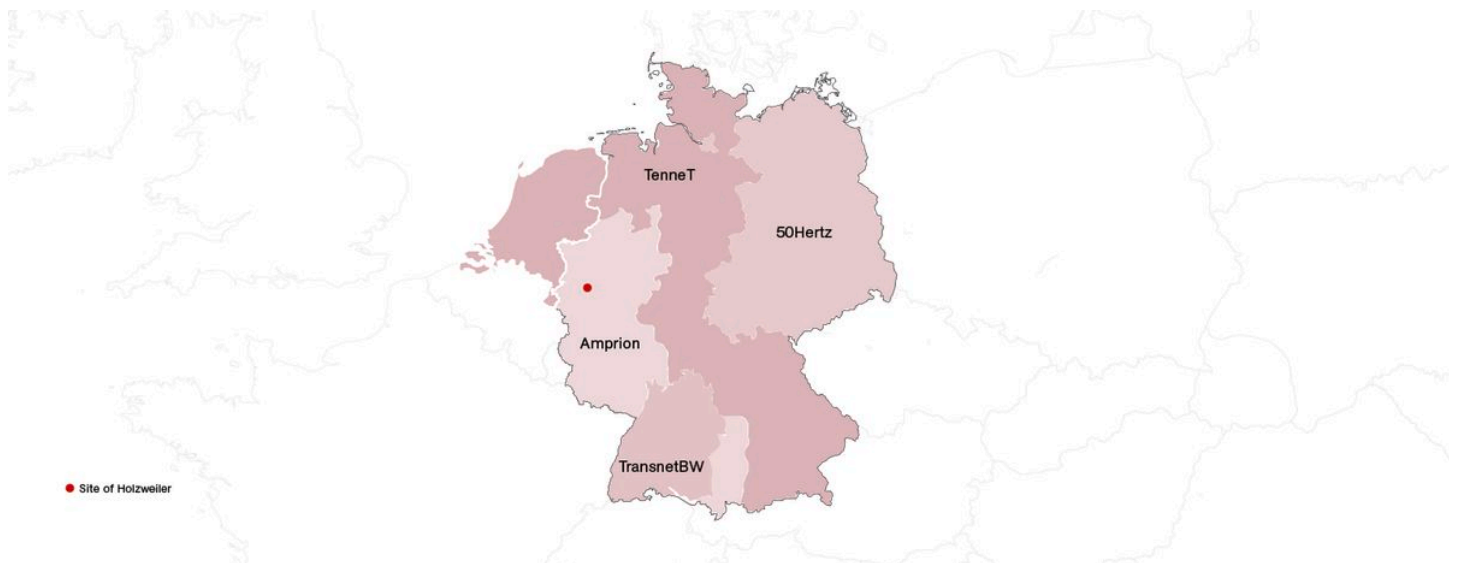 TenneT
50Hertz
Amprion
TransnetBW
Site of Holzweiler